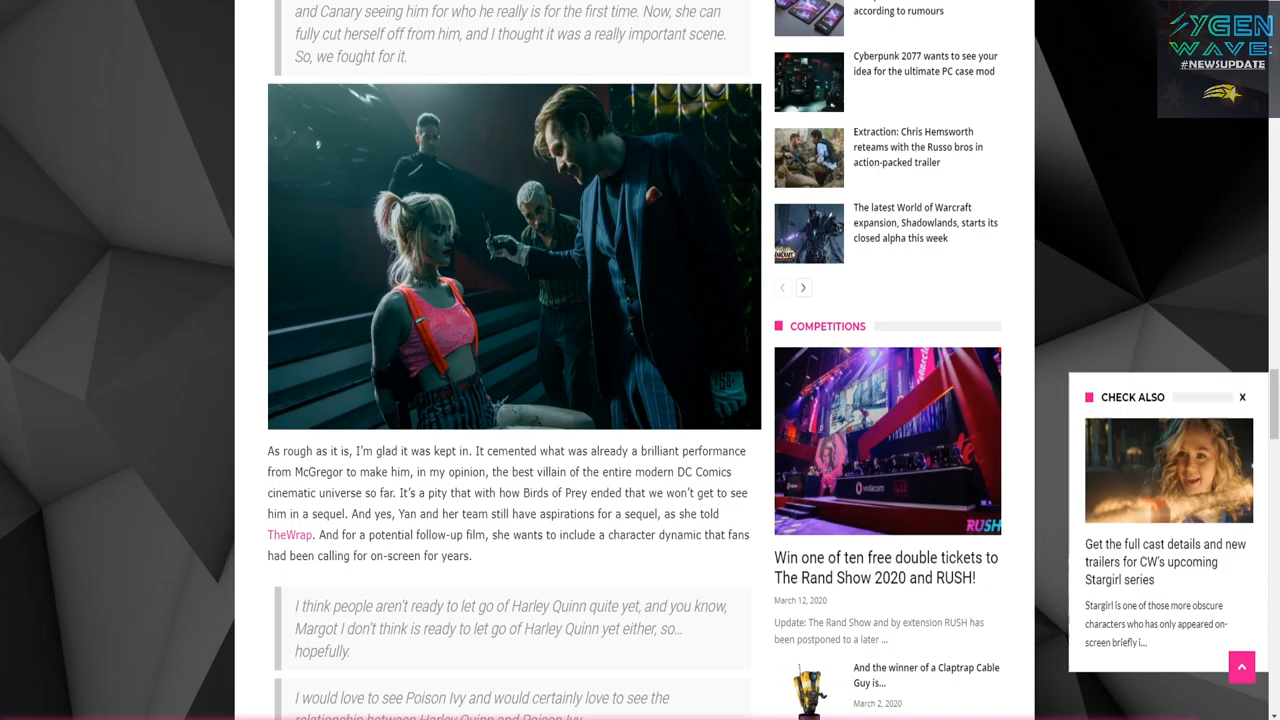 and Canary seeing him for who he really is for the first time. Now, she can
fully cut herself off from him, and I thought it was a really important scene.
So, we fought for it.
As rough as it is, I'm glad it was kept in. It cemented what was already a brilliant performance
from McGregor to make him, in my opinion, the best villain of the entire modern DC Comics
cinematic universe so far. It's a pity that with how Birds of Prey ended that we won't get to see
him in a sequel. And yes, Yan and her team still have aspirations for a sequel, as she told
TheWrap. And for a potential follow-up film, she wants to include a character dynamic that fans
had been calling for on-screen for years.
I think people aren't ready to let go of Harley Quinn quite yet, and you know,
Margot I don't think is ready to let go of Harley Quinn yet either, so...
hopefully.
I would love to see Poison Ivy and would certainly love to see the
relationship between Harley Quinn and Poison Ivy.
according to rumours
Cyberpunk 2077 wants to see your
idea for the ultimate PC case mod
Extraction: Chris Hemsworth
reteams with the Russo bros in
action-packed trailer
The latest World of Warcraft
expansion, Shadowlands, starts its
closed alpha this week
COMPETITIONS
vodacom
RUSH
Win one of ten free double tickets to
The Rand Show 2020 and RUSH!
March 12, 2020
Update: The Rand Show and by extension RUSH has
been postponed to a later ...
And the winner of a Claptrap Cable
Guy is...
March 2, 2020
YGEN
WAVE
#NEWSUPDATE
CHECK ALSO X
Get the full cast details and new
trailers for CW's upcoming
Stargirl series
Stargirl is one of those more obscure
characters who has only appeared on-
screen briefly i...